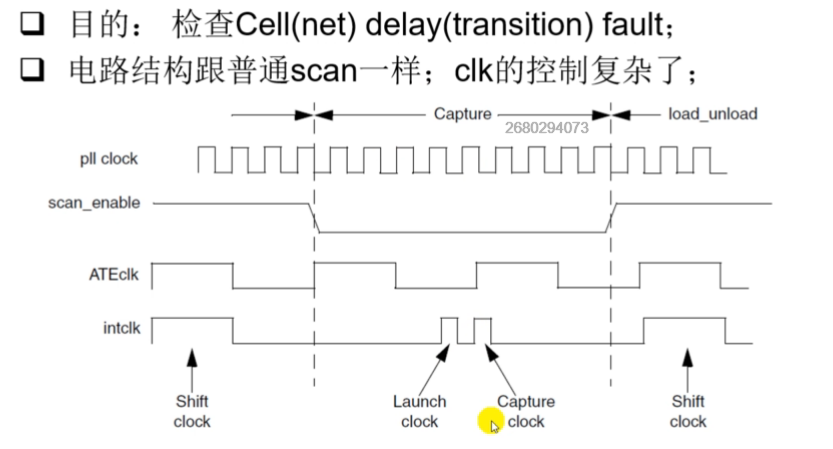 目的： 检查Cell(net) delay(transition) fault；
电路结构跟普通scan一样；clk的控制复杂了；
Capture
load_unload
2680294073
pll clock
scan_enable
ATEclk
intclk
Shift
clock
Launch
clock
Capture
clock
Shift
clock